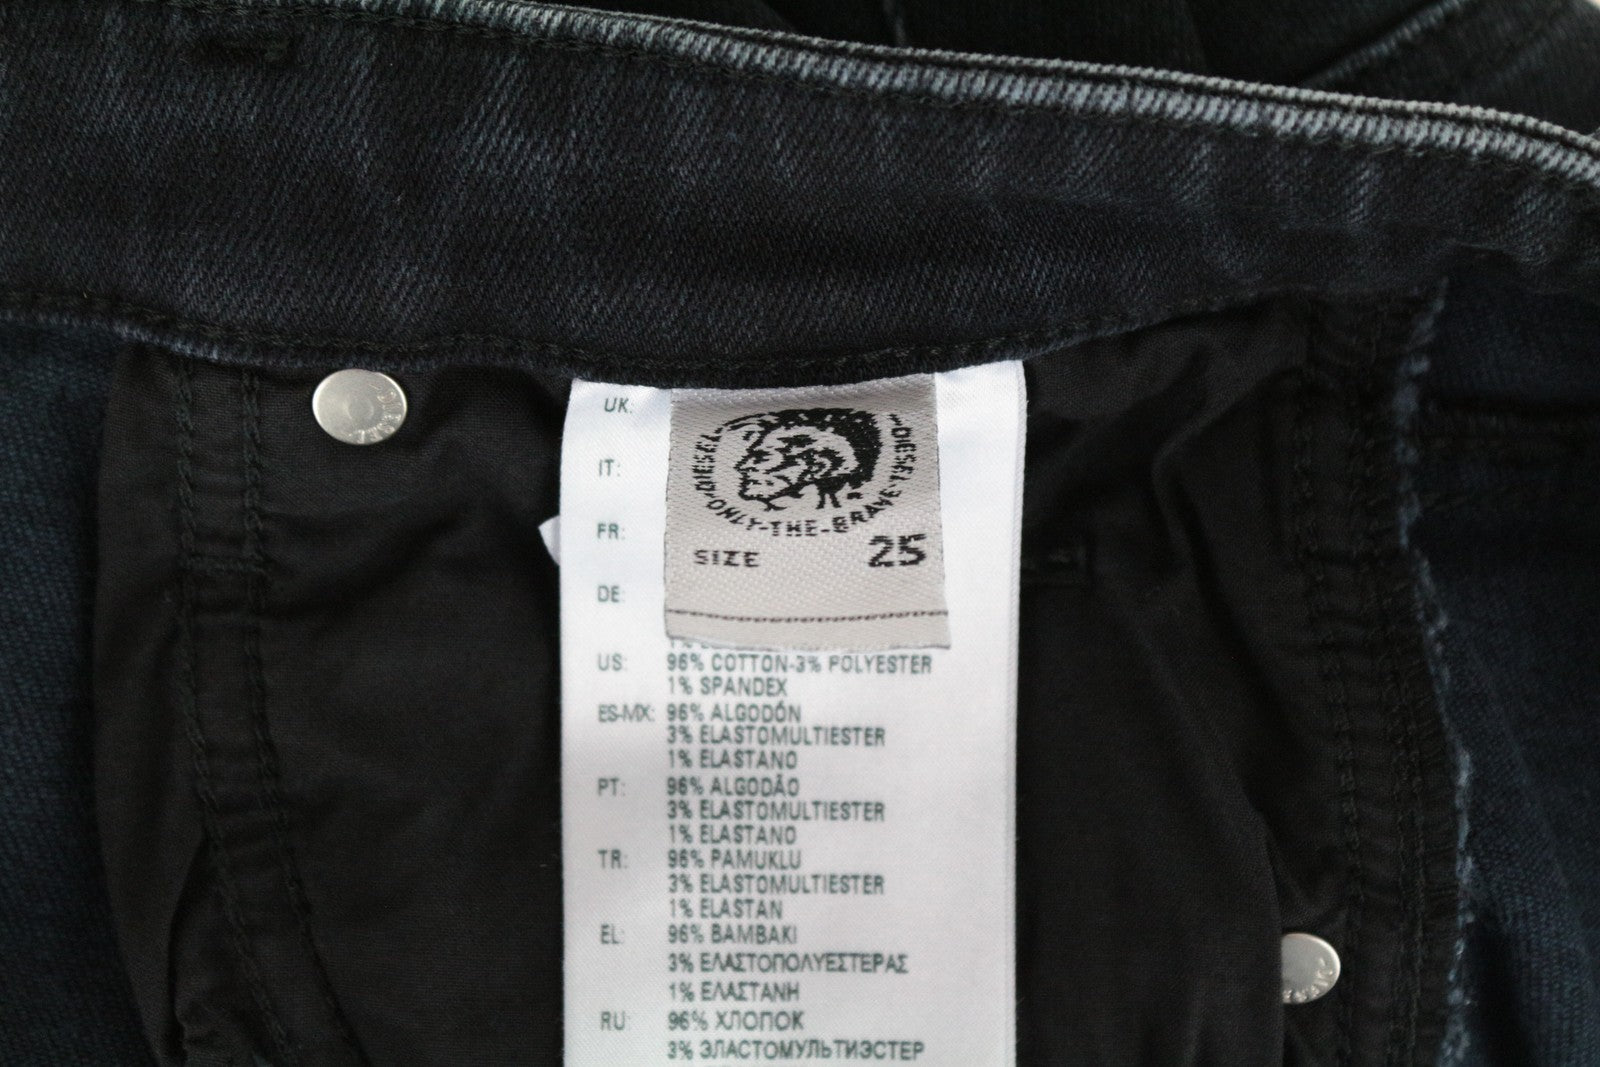 DIESEL
DIESEL-ONLY-THE-BRAVE-
SIZE 25
UK:
IT:
FR:
DE:
US: 96% COTTON-3% POLYESTER
1% SPANDEX
ES-MX: 96% ALGODÓN
3% ELASTOMULTIESTER
1% ELASTANO
PT: 96% ALGODÃO
3% ELASTOMULTIESTER
1% ELASTANO
TR: 96% PAMUKLU
3% ELASTOMULTIESTER
1% ELASTAN
EL: 96% ΒΑΜΒΑΚΙ
3% ΕΛΑΣΤΟΠΟΛΥΕΣΤΕΡΑΣ
1% ΕΛΑΣΤΑΝΗ
RU: 96% ХЛОПОК
3% ЭЛАСТОМУЛЬТИЭСТЕР
DIESEL